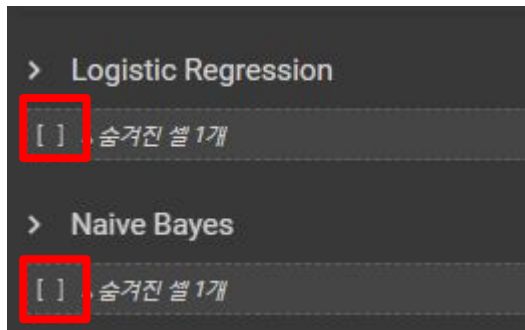 Logistic Regression
[ ] 숨겨진 셀 1개
Naive Bayes
[ ] 숨겨진 셀 1개